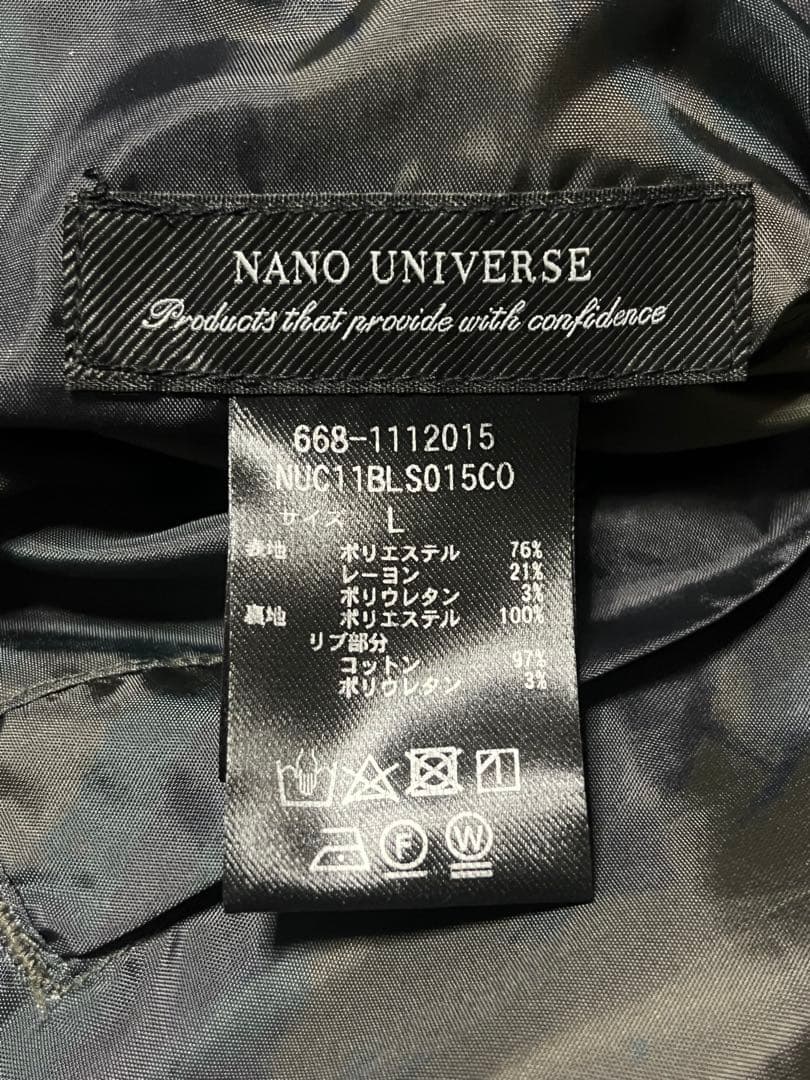 NANO UNIVERSE
Products that provide with confidence
668-1112015
NUC11BLS015CO
サイズ L
表地 ポリエステル 76%
レーヨン 21%
ポリウレタン 3%
裏地 ポリエステル 100%
リブ部分
コットン 97%
ポリウレタン 3%
F W